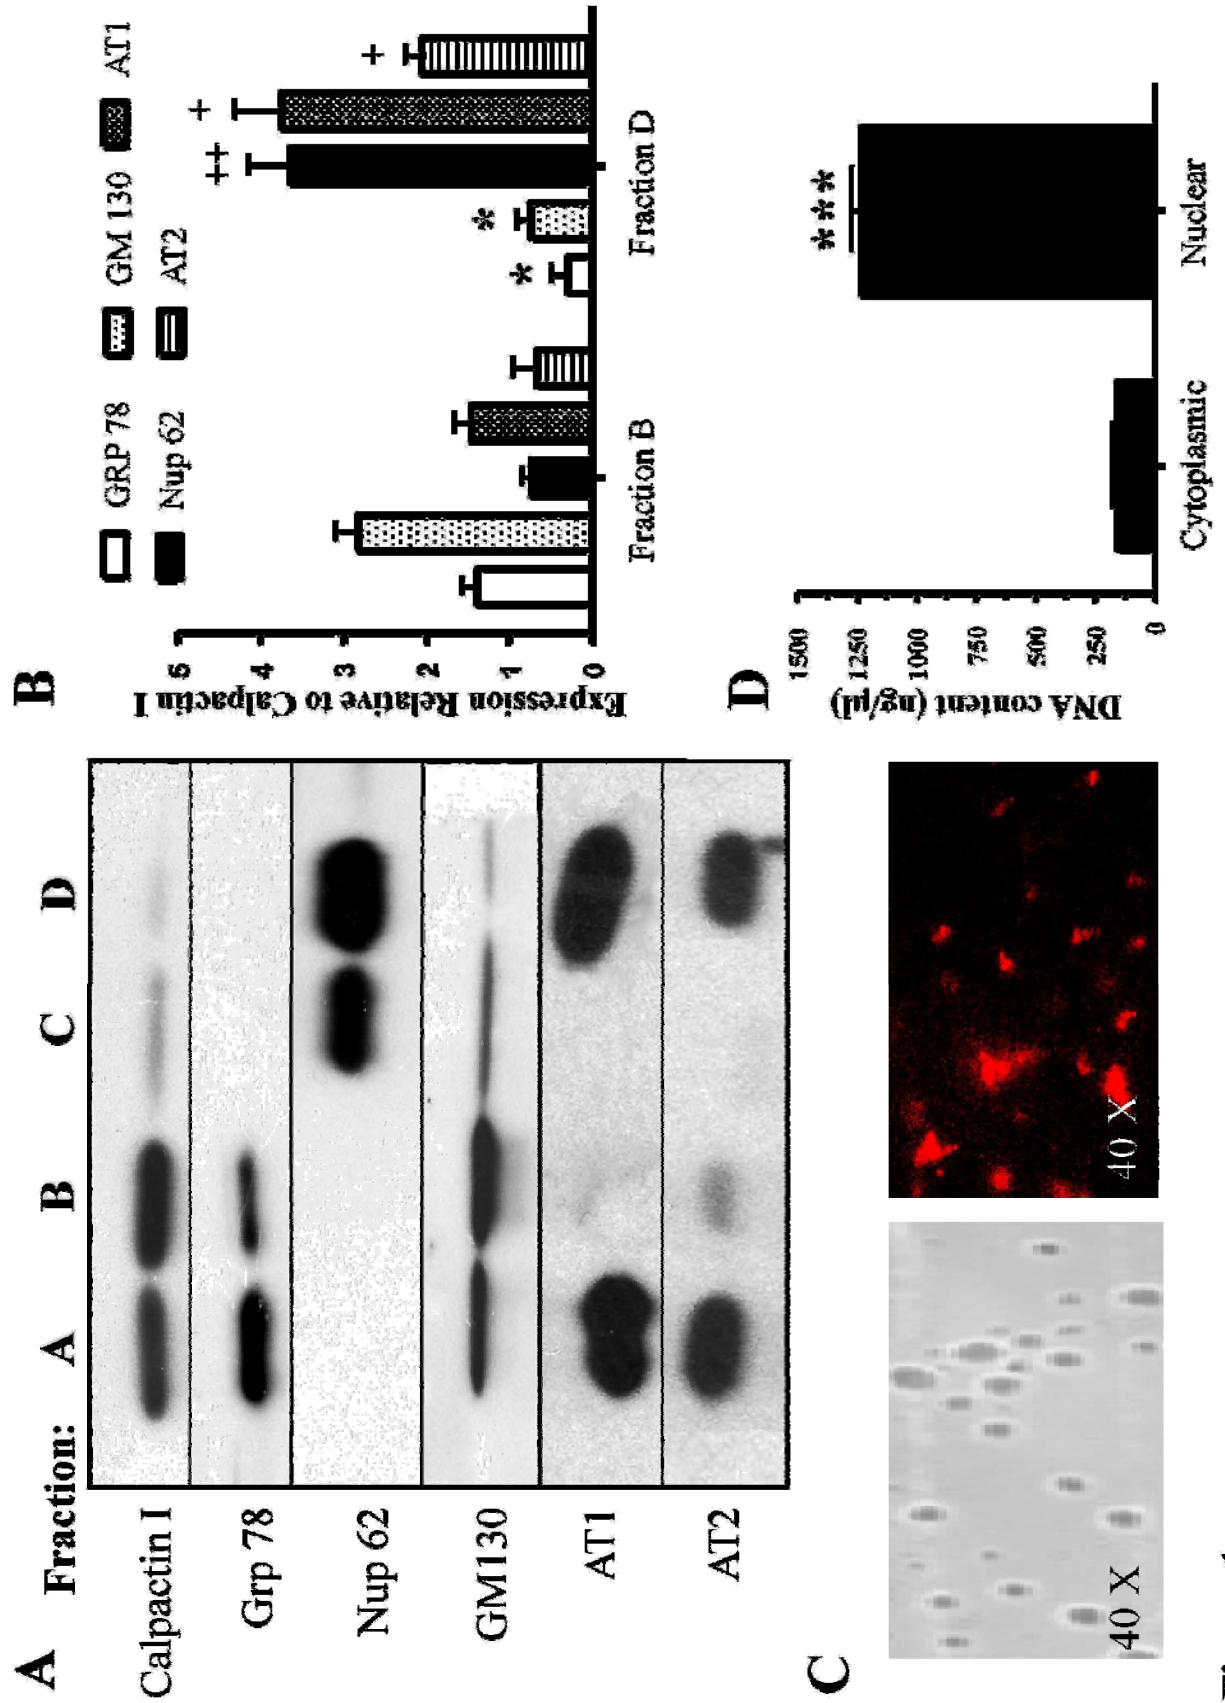 A
Fraction: A B C D
Calpactin I
Grp 78
Nup 62
GM130
AT1
AT2
B
GRP 78 GM 130 AT1
Nup 62 AT2
Expression Relative to Calpactin I
5
4
3
2
1
0
* * ++ + +
Fraction B Fraction D
C
40 X
40 X
D
DNA content (ng/µl)
1500
1250
1000
750
500
250
0
***
Cytoplasmic Nuclear